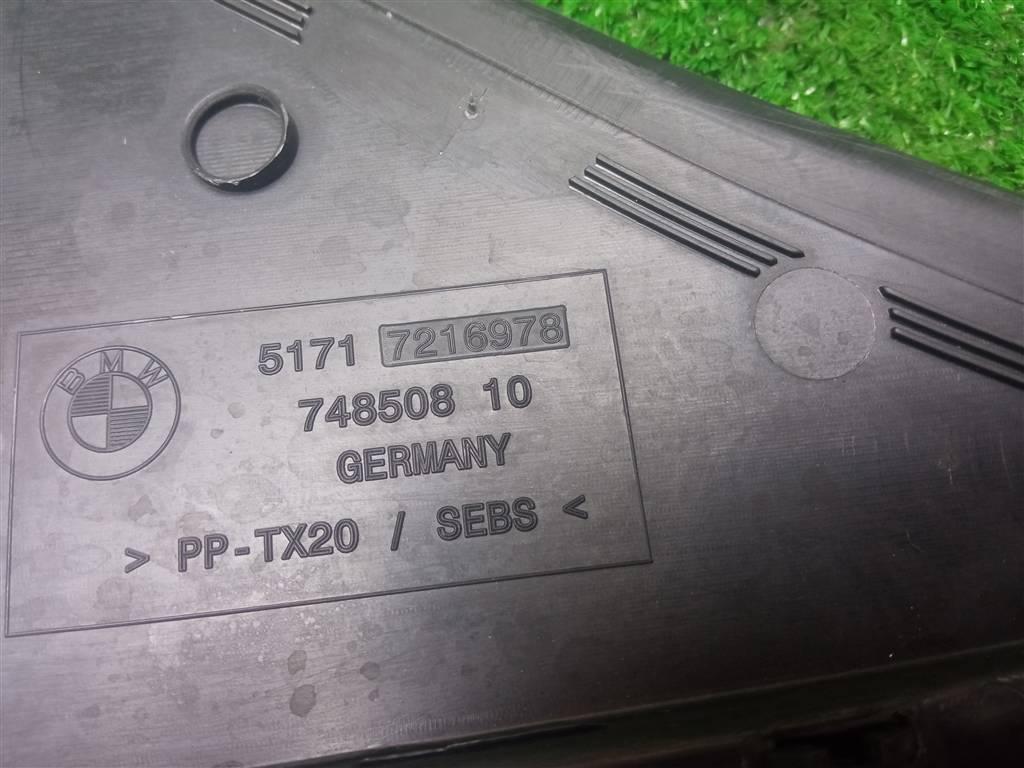 BMW
5171 7216978
748508 10
GERMANY
> PP-TX20 / SEBS <